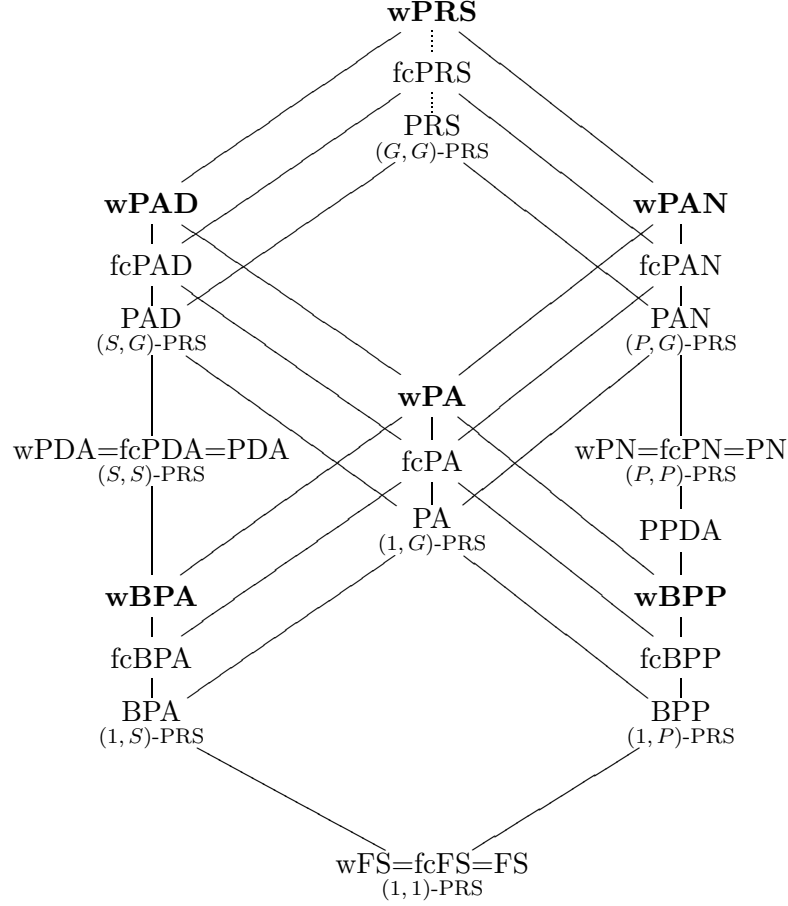 wPRS
fcPRS
PRS
(G, G)-PRS
wPAD
wPAN
fcPAD
fcPAN
PAD
(S, G)-PRS
PAN
(P, G)-PRS
wPA
wPDA=fcPDA=PDA
(S, S)-PRS
fcPA
wPN=fcPN=PN
(P, P)-PRS
PA
(1, G)-PRS
PPDA
wBPA
wBPP
fcBPA
fcBPP
BPA
(1, S)-PRS
BPP
(1, P)-PRS
wFS=fcFS=FS
(1, 1)-PRS